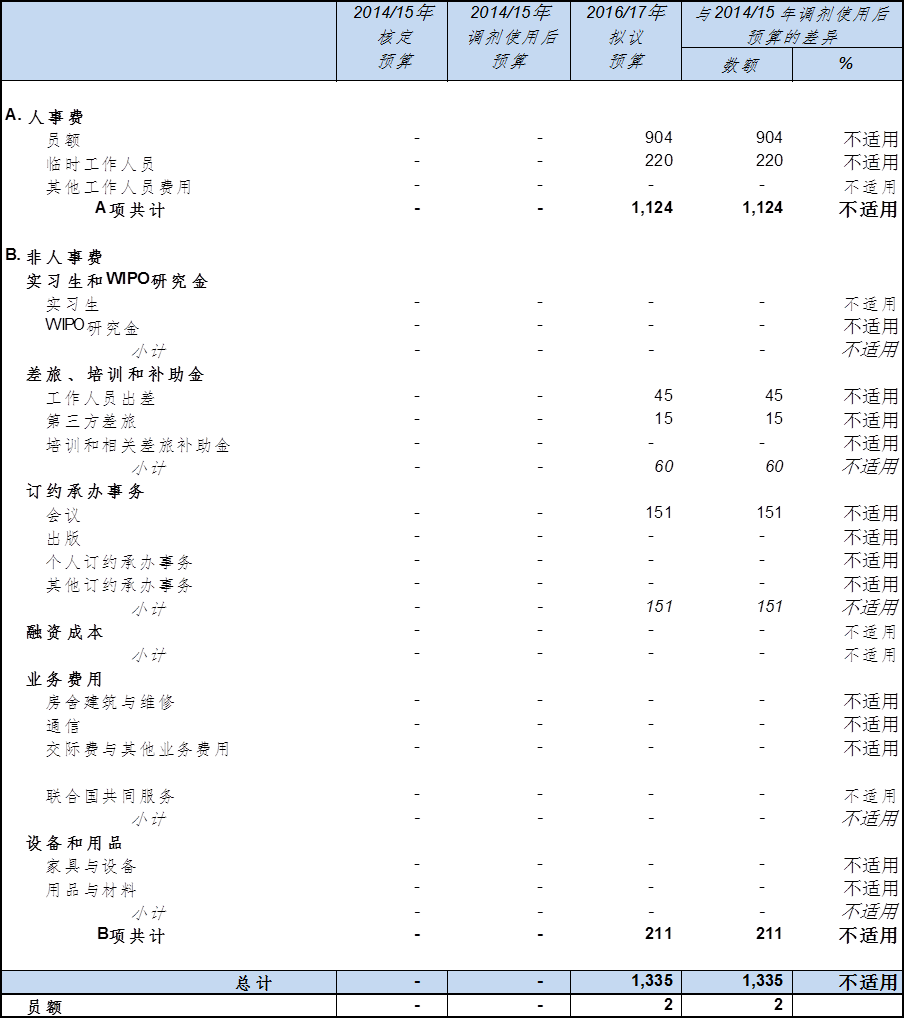 2014/15年 2014/15年 2016/17年 与2014/15 年调剂使用后
核定 调剂使用后 拟议 预算的差异
预算 预算 预算 数额 %
A. 人事费
员额 - - 904 904 不适用
临时工作人员 - - 220 220 不适用
其他工作人员费用 - - - - 不适用
A项共计 - - 1,124 1,124 不适用
B. 非人事费
实习生和WIPO研究金
实习生 - - - - 不适用
WIPO研究金 - - - - 不适用
小计 - - - - 不适用
差旅、培训和补助金
工作人员出差 - - 45 45 不适用
第三方差旅 - - 15 15 不适用
培训和相关差旅补助金 - - - - 不适用
小计 - - 60 60 不适用
订约承办事务
会议 - - 151 151 不适用
出版 - - - - 不适用
个人订约承办事务 - - - - 不适用
其他订约承办事务 - - - - 不适用
小计 - - 151 151 不适用
融资成本 - - - - 不适用
小计 - - - - 不适用
业务费用
房舍建筑与维修 - - - - 不适用
通信 - - - - 不适用
交际费与其他业务费用 - - - - 不适用
联合国共同服务 - - - - 不适用
小计 - - - - 不适用
设备和用品
家具与设备 - - - - 不适用
用品与材料 - - - - 不适用
小计 - - - - 不适用
B项共计 - - 211 211 不适用
总计 - - 1,335 1,335 不适用
员额 - - 2 2